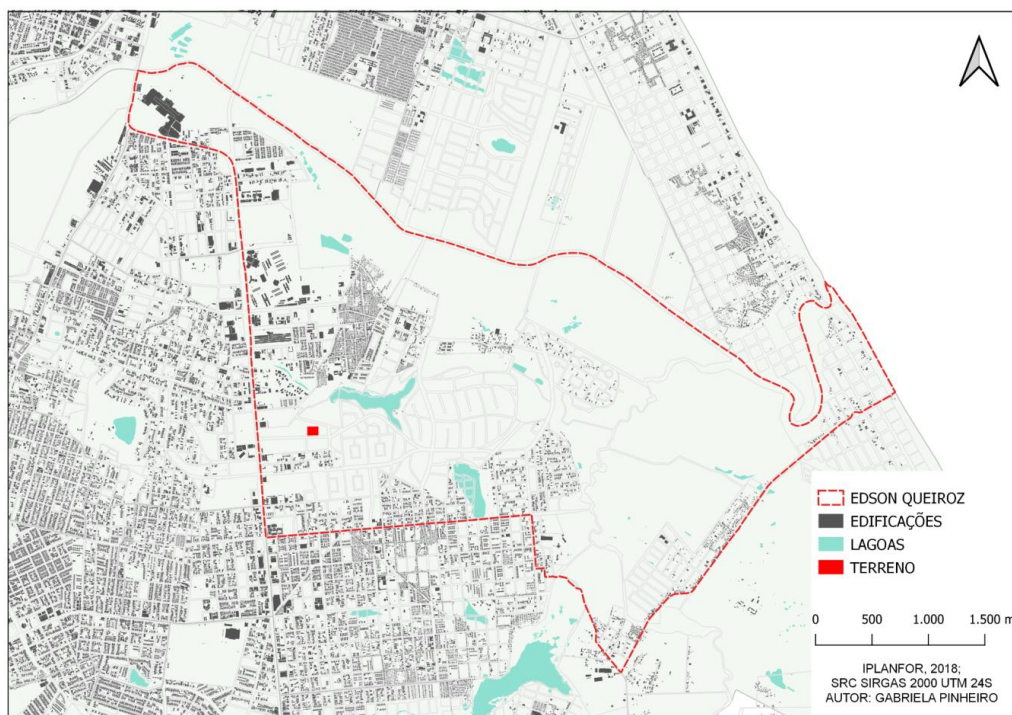 EDSON QUEIROZ
EDIFICAÇÕES
LAGOAS
TERRENO
0 500 1.000 1.500 m
IPLANFOR, 2018;
SRC SIRGAS 2000 UTM 24S
AUTOR: GABRIELA PINHEIRO